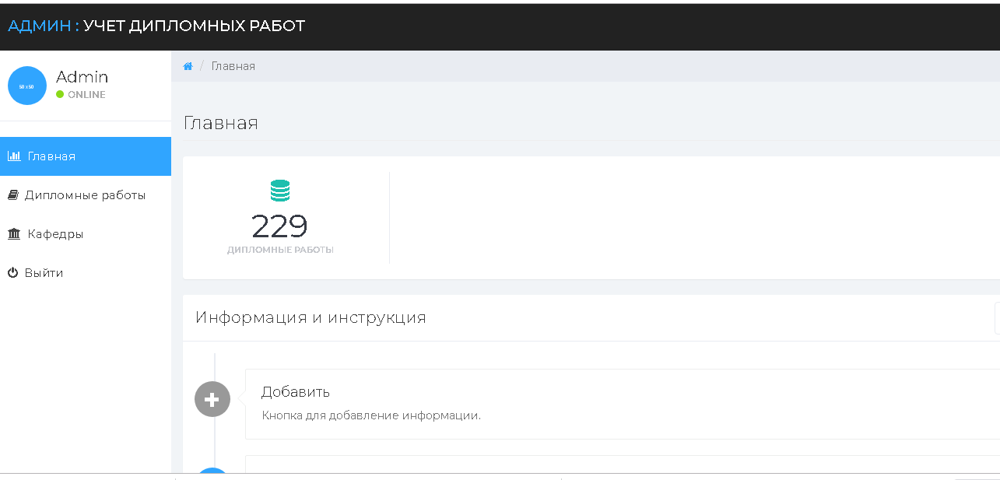 АДМИН : УЧЕТ ДИПЛОМНЫХ РАБОТ
50 x 50
Admin
ONLINE
/ Главная
Главная
Главная
Дипломные работы
Кафедры
Выйти
229
ДИПЛОМНЫЕ РАБОТЫ
Информация и инструкция
Добавить
Кнопка для добавление информации.